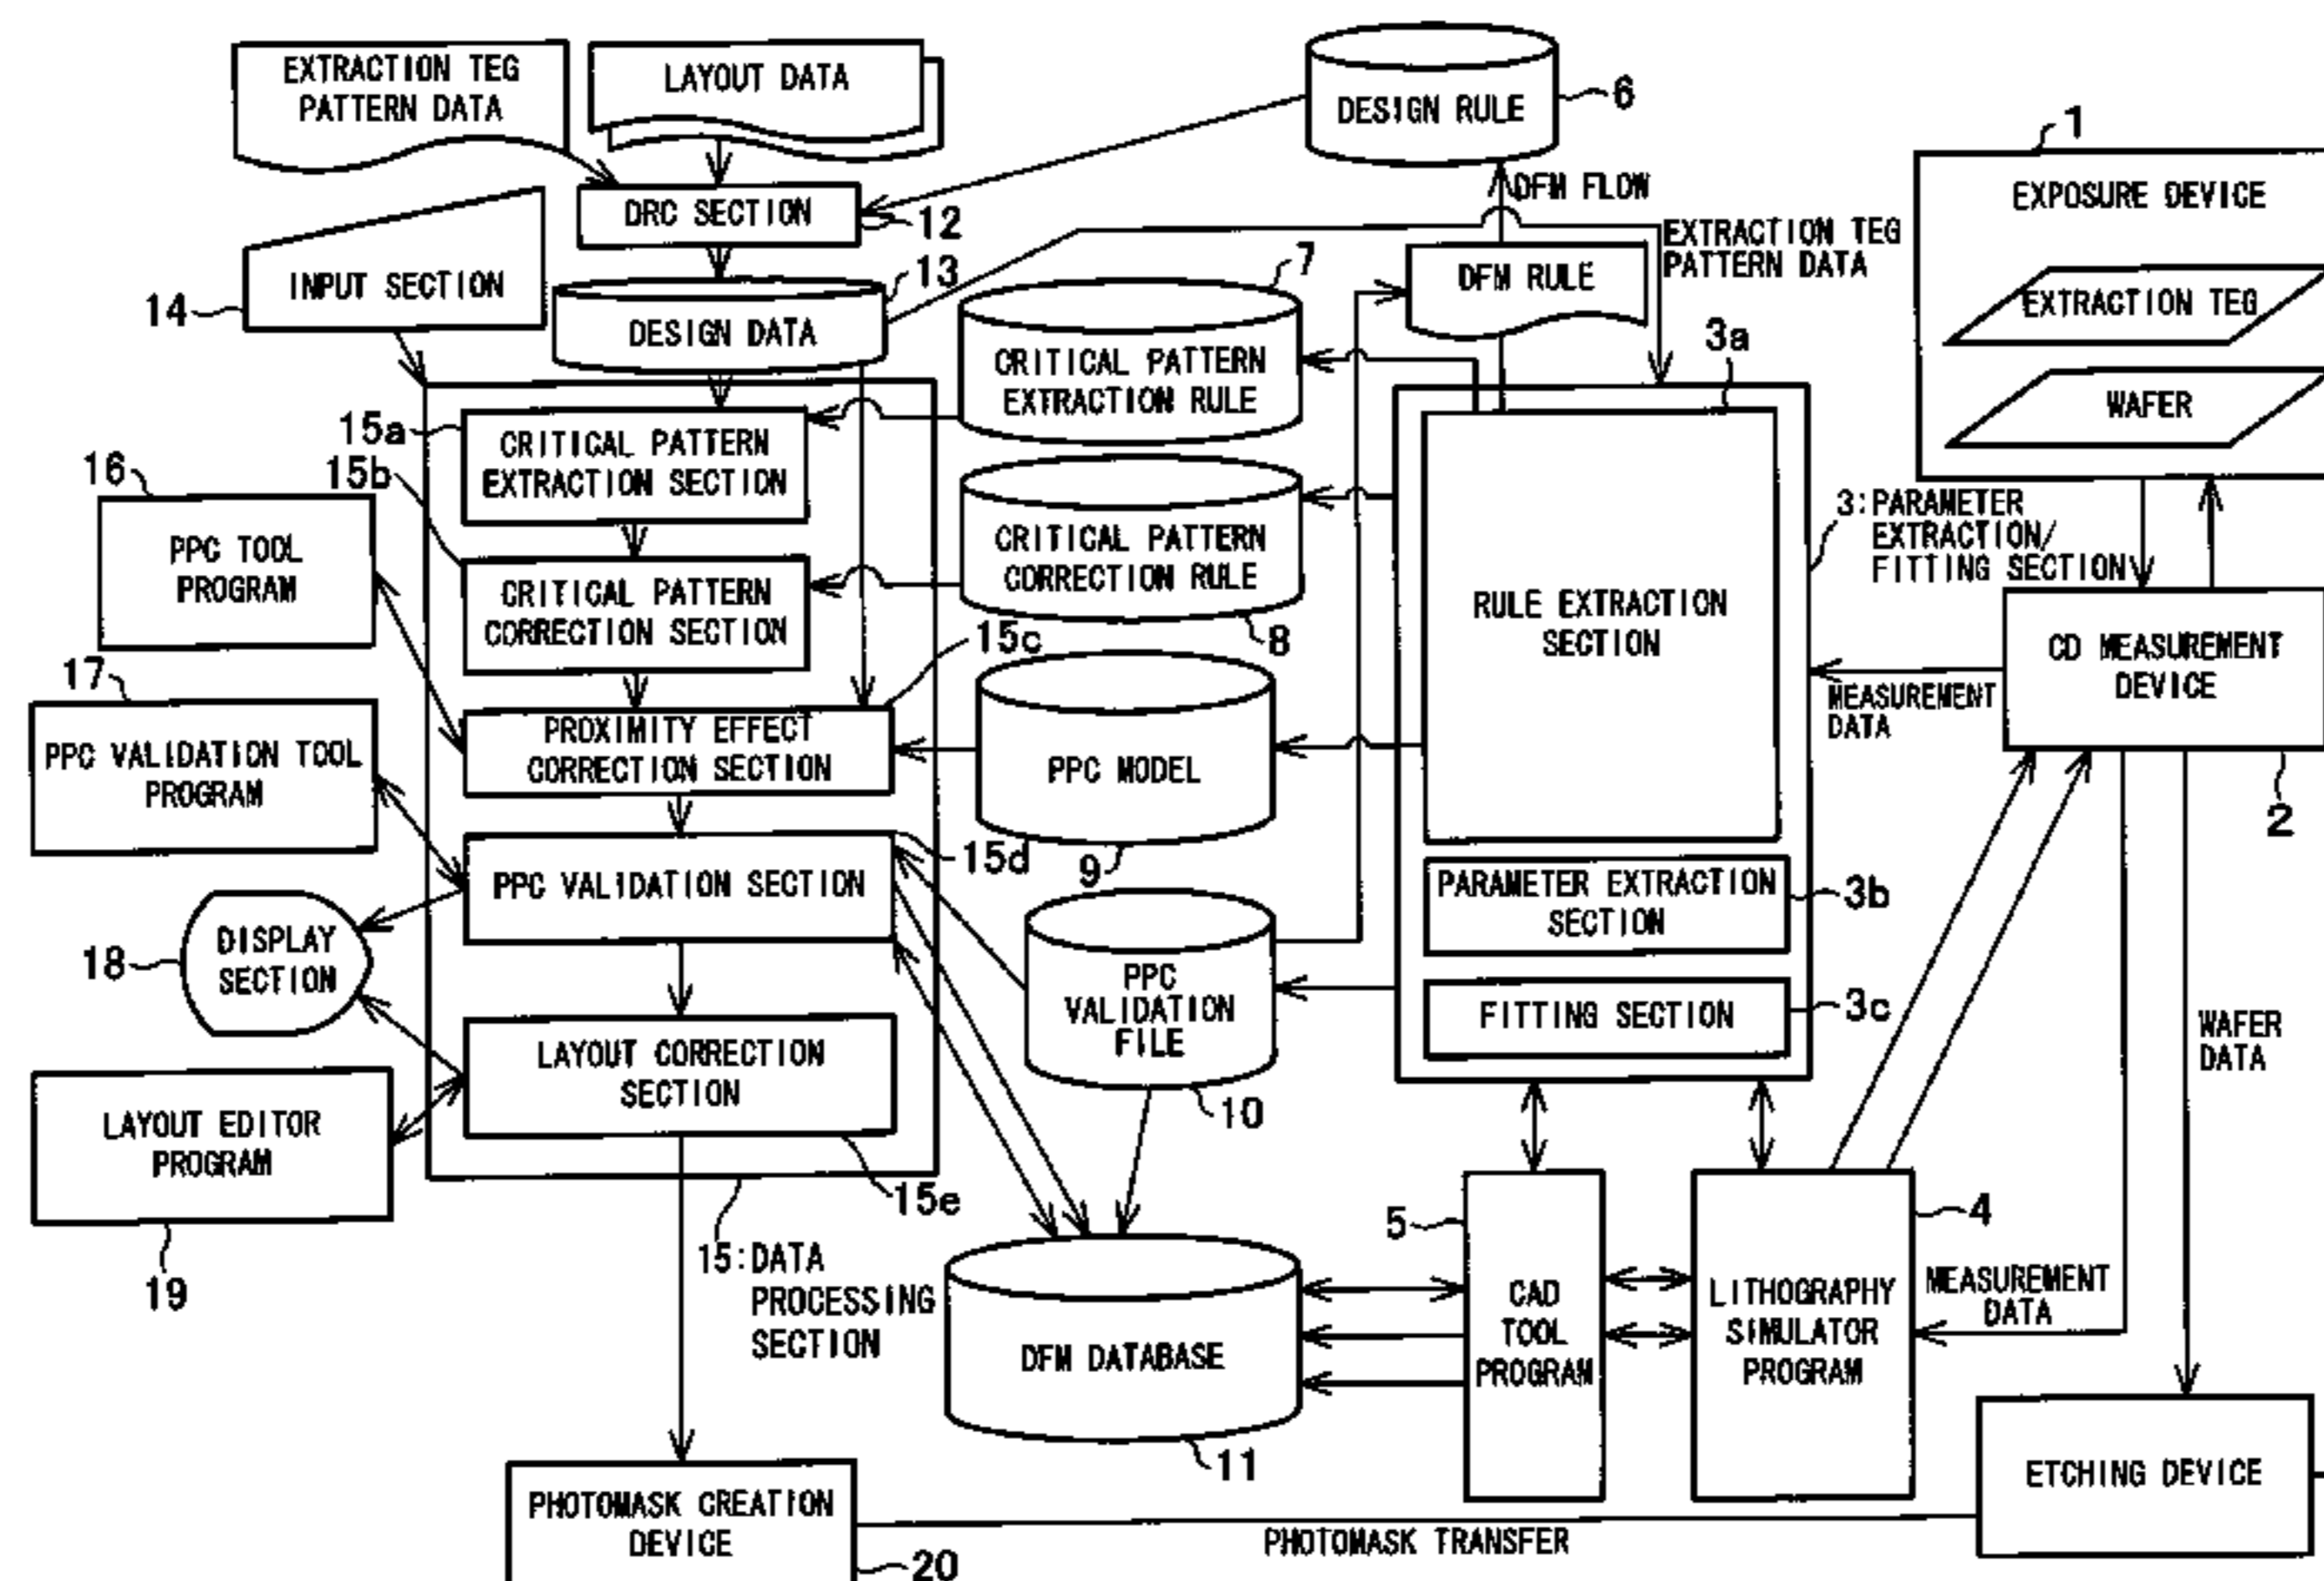 EXTRACTION TEG
PATTERN DATA
LAYOUT DATA
DESIGN RULE
6
1
EXPOSURE DEVICE
EXTRACTION TEG
WAFER
DRC SECTION
12
DFM FLOW
EXTRACTION TEG
PATTERN DATA
INPUT SECTION
14
13
DESIGN DATA
7
CRITICAL PATTERN
EXTRACTION RULE
DFM RULE
3a
15a
CRITICAL PATTERN
EXTRACTION SECTION
15b
16
PPC TOOL
PROGRAM
CRITICAL PATTERN
CORRECTION SECTION
CRITICAL PATTERN
CORRECTION RULE
8
RULE EXTRACTION
SECTION
3:PARAMETER
EXTRACTION/
FITTING SECTION
CD MEASUREMENT
DEVICE
2
MEASUREMENT
DATA
15c
17
PPC VALIDATION TOOL
PROGRAM
PROXIMITY EFFECT
CORRECTION SECTION
PPC MODEL
9
15d
PPC VALIDATION SECTION
PARAMETER EXTRACTION
SECTION
3b
18
DISPLAY
SECTION
PPC
VALIDATION
FILE
10
FITTING SECTION
3c
WAFER
DATA
LAYOUT CORRECTION
SECTION
15e
LAYOUT EDITOR
PROGRAM
19
15:DATA
PROCESSING
SECTION
DFM DATABASE
11
5
CAD
TOOL
PROGRAM
4
LITHOGRAPHY
SIMULATOR
PROGRAM
MEASUREMENT
DATA
ETCHING DEVICE
PHOTOMASK CREATION
DEVICE
20
PHOTOMASK TRANSFER